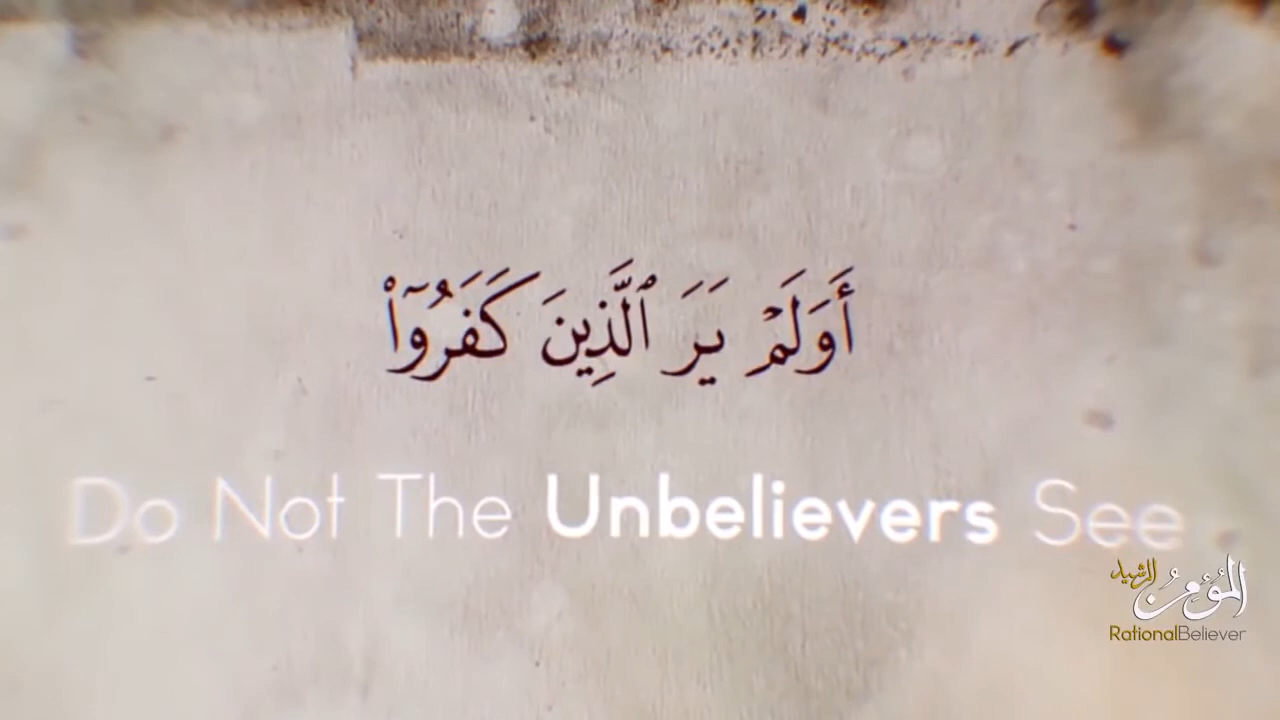 أَوَلَمْ يَرَ ٱلَّذِينَ كَفَرُوٓا۟
Do Not The Unbelievers See
المؤمن الرشيد
RationalBeliever